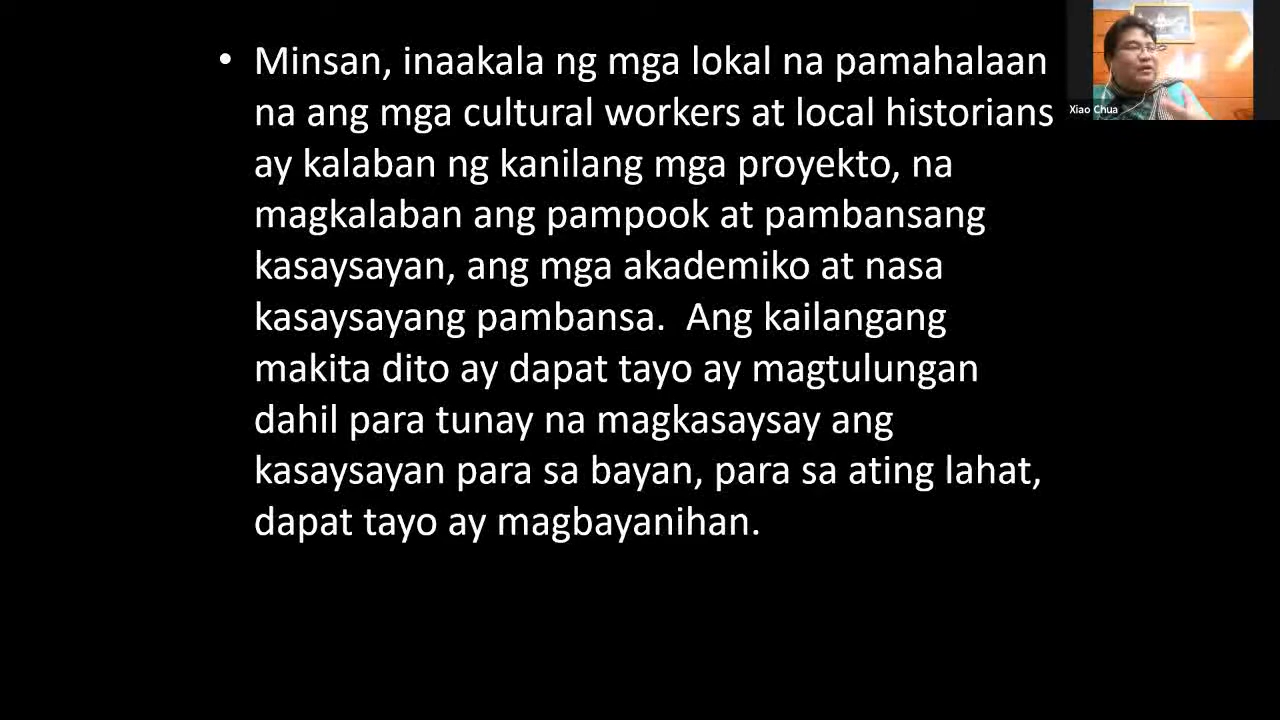 • Minsan, inaakala ng mga lokal na pamahalaan
na ang mga cultural workers at local historians
ay kalaban ng kanilang mga proyekto, na
magkalaban ang pampook at pambansang
kasaysayan, ang mga akademiko at nasa
kasaysayang pambansa.  Ang kailangang
makita dito ay dapat tayo ay magtulungan
dahil para tunay na magkasaysay ang
kasaysayan para sa bayan, para sa ating lahat,
dapat tayo ay magbayanihan.
Xiao Chua